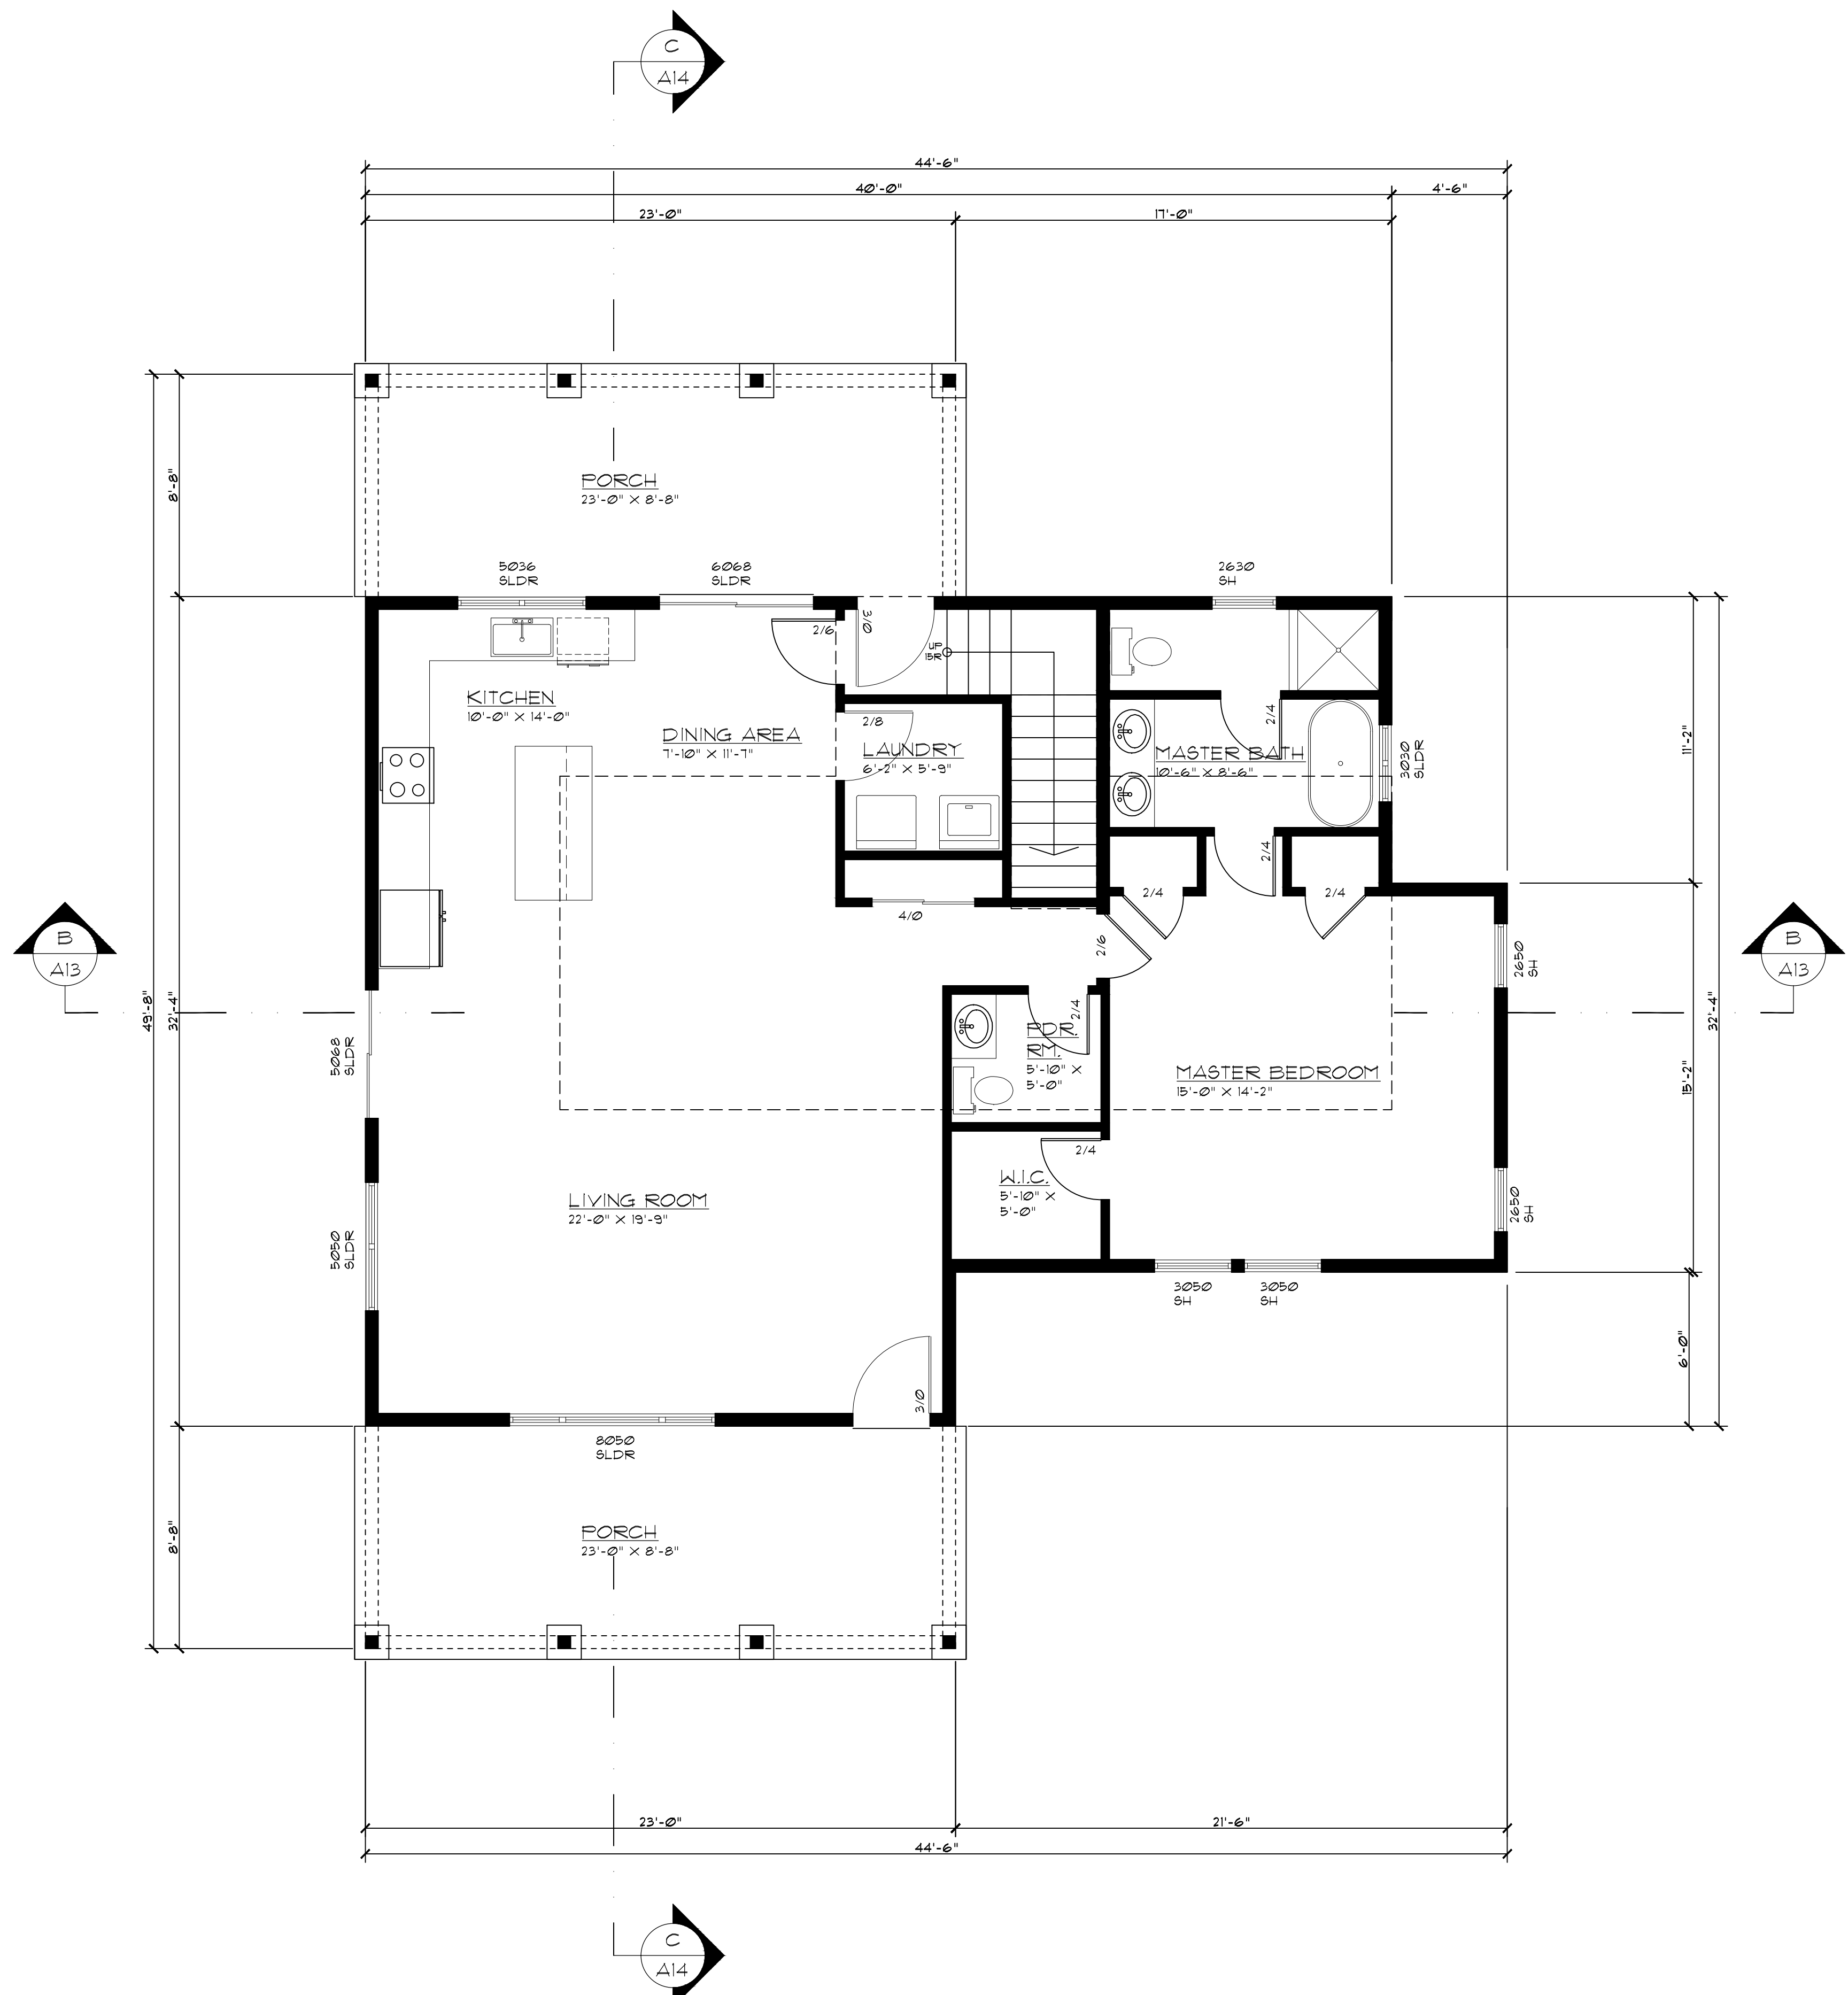 C
A14
44'-6"
40'-0"
4'-6"
23'-0"
17'-0"
8'-8"
PORCH
23'-0" X 8'-8"
5036
SLDR
6068
SLDR
2630
SH
2/6
3/0
UP
15R
KITCHEN
10'-0" X 14'-0"
DINING AREA
7'-10" X 11'-7"
2/8
LAUNDRY
6'-2" X 5'-9"
2/4
MASTER BATH
10'-6" X 8'-6"
3030
SLDR
11'-2"
2/4
2/4
2/4
4/0
2/6
B
A13
B
A13
2650
SH
49'-8"
32'-4"
32'-4"
5068
SLDR
2/4
PDR.
RM.
5'-10" X
5'-0"
MASTER BEDROOM
15'-0" X 14'-2"
15'-2"
2/4
W.I.C.
5'-10" X
5'-0"
LIVING ROOM
22'-0" X 19'-9"
2650
SH
5050
SLDR
3050
SH
3050
SH
6'-0"
3/0
8050
SLDR
8'-8"
PORCH
23'-0" X 8'-8"
23'-0"
21'-6"
44'-6"
C
A14